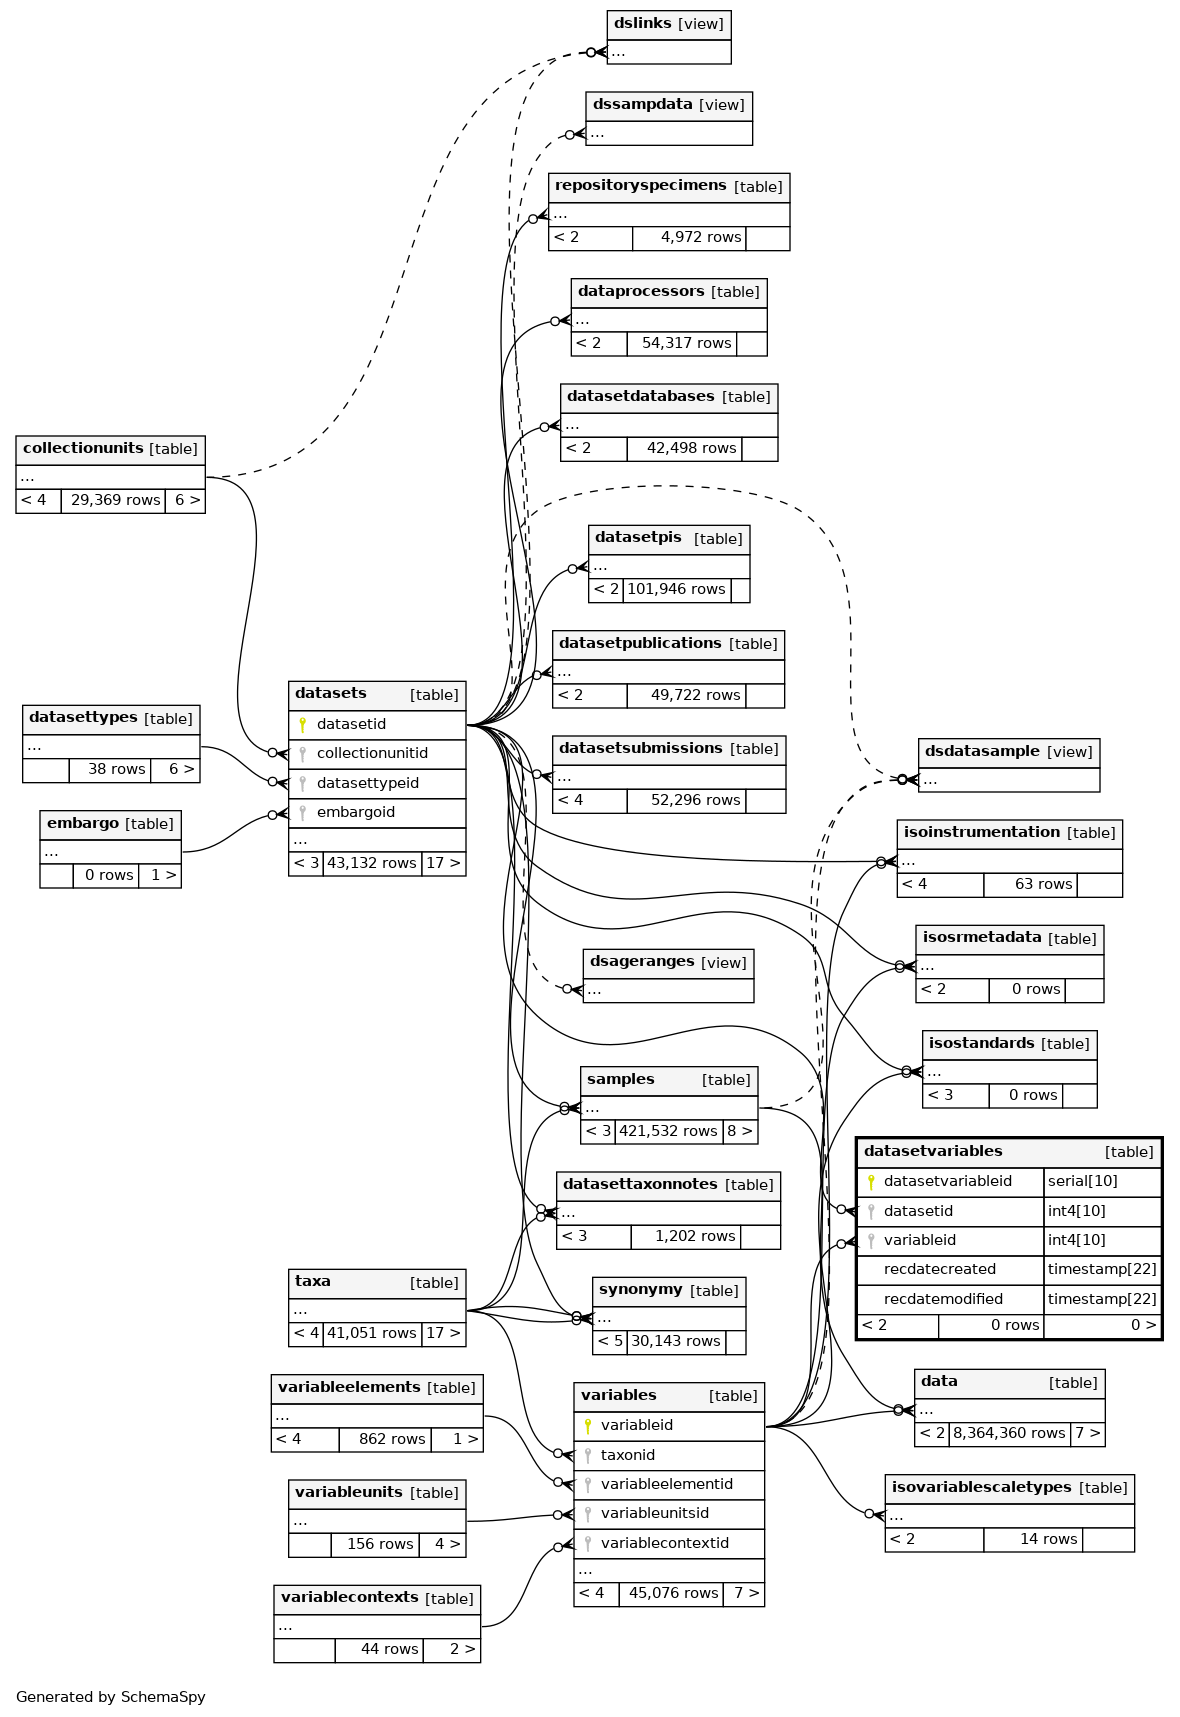 dslinks [view]
...
dssampdata [view]
...
repositoryspecimens [table]
...
< 2 4,972 rows
dataprocessors [table]
...
< 2 54,317 rows
datasetdatabases [table]
...
< 2 42,498 rows
collectionunits [table]
...
< 4 29,369 rows 6 >
datasetpis [table]
...
< 2 101,946 rows
datasetpublications [table]
...
< 2 49,722 rows
datasets [table]
datasetid
collectionunitid
datasettypeid
embargoid
...
< 3 43,132 rows 17 >
datasettypes [table]
...
38 rows 6 >
embargo [table]
...
0 rows 1 >
datasetsubmissions [table]
...
< 4 52,296 rows
dsdatasample [view]
...
isoinstrumentation [table]
...
< 4 63 rows
isosrmetadata [table]
...
< 2 0 rows
dsageranges [view]
...
isostandards [table]
...
< 3 0 rows
samples [table]
...
< 3 421,532 rows 8 >
datasetvariables [table]
datasetvariableid serial[10]
datasetid int4[10]
variableid int4[10]
recdatecreated timestamp[22]
recdatemodified timestamp[22]
< 2 0 rows 0 >
datasettaxonnotes [table]
...
< 3 1,202 rows
taxa [table]
...
< 4 41,051 rows 17 >
synonymy [table]
...
< 5 30,143 rows
variableelements [table]
...
< 4 862 rows 1 >
variables [table]
variableid
taxonid
variableelementid
variableunitsid
variablecontextid
...
< 4 45,076 rows 7 >
data [table]
...
< 2 8,364,360 rows 7 >
isovariablescaletypes [table]
...
< 2 14 rows
variableunits [table]
...
156 rows 4 >
variablecontexts [table]
...
44 rows 2 >
Generated by SchemaSpy